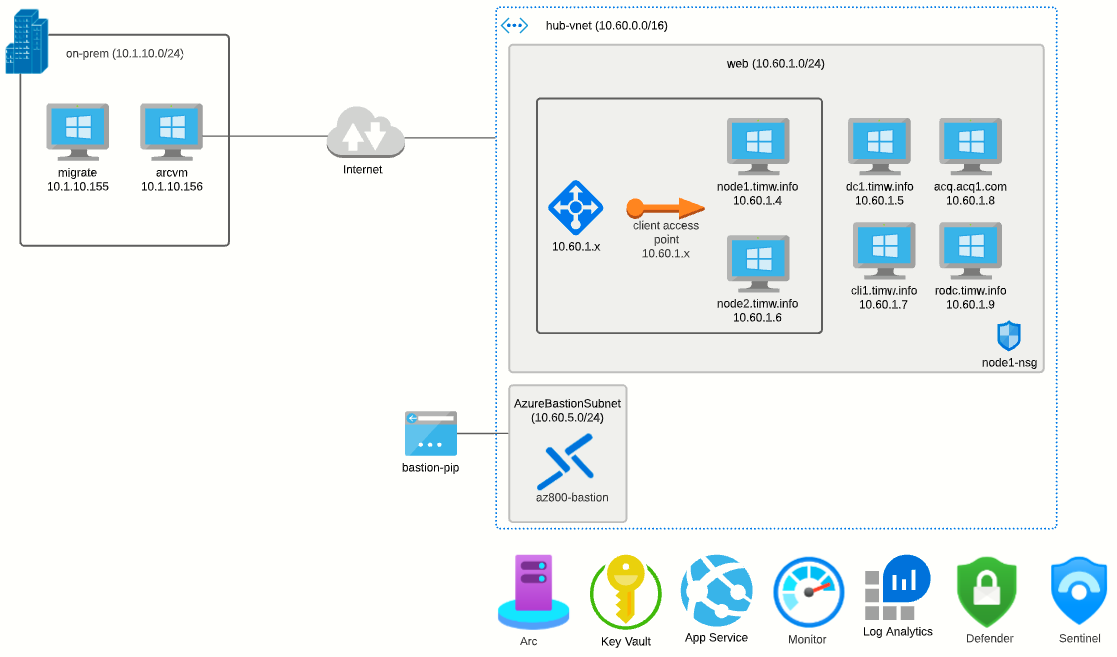 on-prem (10.1.10.0/24)
migrate
10.1.10.155
arcvm
10.1.10.156
Internet
hub-vnet (10.60.0.0/16)
web (10.60.1.0/24)
10.60.1.x
client access
point
10.60.1.x
node1.timw.info
10.60.1.4
node2.timw.info
10.60.1.6
dc1.timw.info
10.60.1.5
acq.acq1.com
10.60.1.8
cli1.timw.info
10.60.1.7
rodc.timw.info
10.60.1.9
node1-nsg
bastion-pip
AzureBastionSubnet
(10.60.5.0/24)
az800-bastion
Arc
Key Vault
App Service
Monitor
Log Analytics
Defender
Sentinel